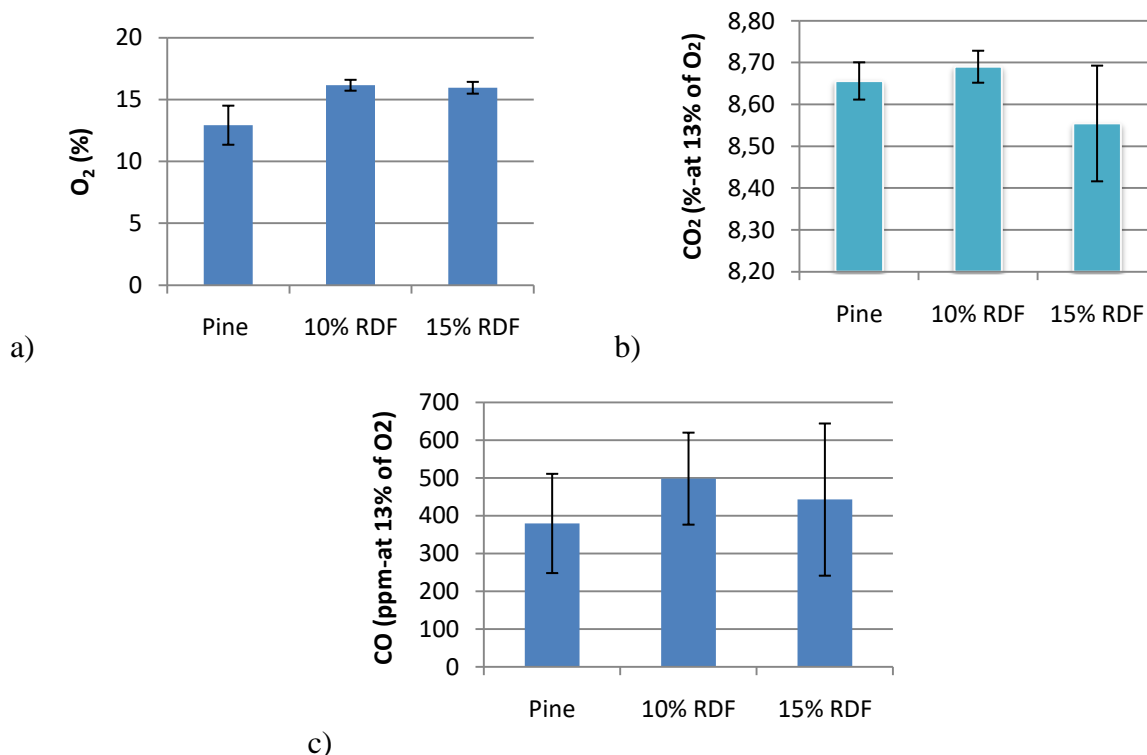 20
15
10
5
0
O₂ (%)
Pine
10% RDF
15% RDF
a)
8,80
8,70
8,60
8,50
8,40
8,30
8,20
CO₂ (%-at 13% of O₂)
Pine
10% RDF
15% RDF
b)
700
600
500
400
300
200
100
0
CO (ppm-at 13% of O2)
Pine
10% RDF
15% RDF
c)